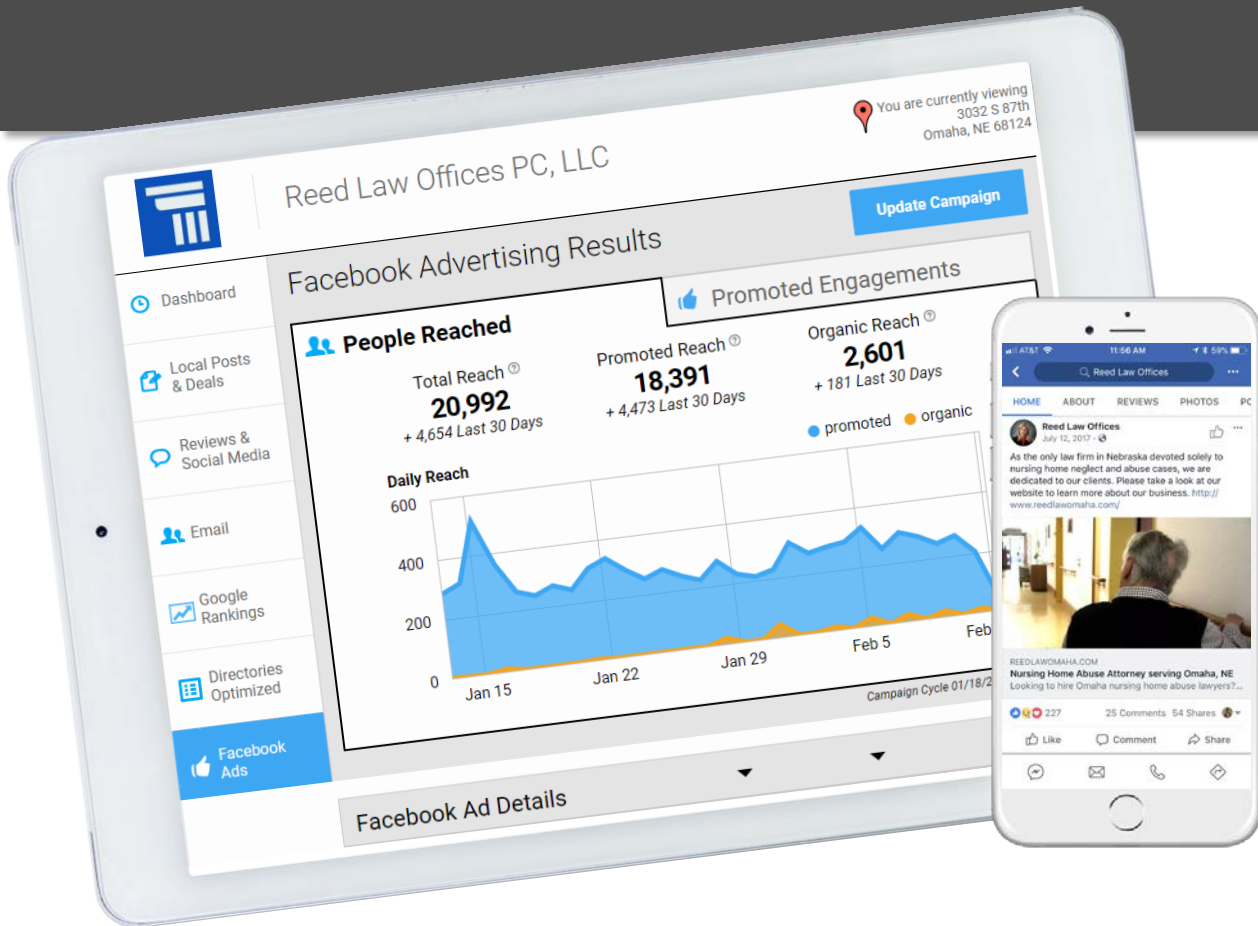 You are currently viewing
3032 S 87th
Omaha, NE 68124
Reed Law Offices PC, LLC
Update Campaign
Dashboard
Local Posts
& Deals
Reviews &
Social Media
Email
Google
Rankings
Directories
Optimized
Facebook
Ads
Facebook Advertising Results
People Reached
Promoted Engagements
Total Reach
20,992
+ 4,654 Last 30 Days
Promoted Reach
18,391
+ 4,473 Last 30 Days
Organic Reach
2,601
+ 181 Last 30 Days
promoted organic
Daily Reach
600
400
200
0
Jan 15 Jan 22 Jan 29 Feb 5 Feb
Campaign Cycle 01/18/2
Facebook Ad Details
AT&T 11:56 AM 59%
Reed Law Offices
HOME ABOUT REVIEWS PHOTOS PO
Reed Law Offices
July 12, 2017
As the only law firm in Nebraska devoted solely to
nursing home neglect and abuse cases, we are
dedicated to our clients. Please take a look at our
website to learn more about our business. http://
www.reedlawomaha.com/
REEDLAWOMAHA.COM
Nursing Home Abuse Attorney serving Omaha, NE
Looking to hire Omaha nursing home abuse lawyers?...
227 25 Comments 54 Shares
Like Comment Share